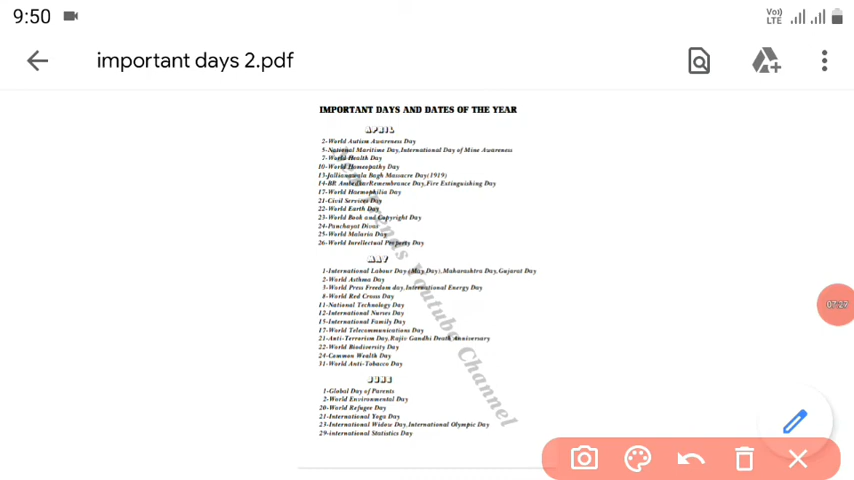 9:50
Vo))
LTE
important days 2.pdf
IMPORTANT DAYS AND DATES OF THE YEAR
APRIL
2-World Autism Awareness Day
5-National Maritime Day,International Day of Mine Awareness
7-World Health Day
10-World Homeopathy Day
13-Jallianawala Bagh Massacre Day(1919)
14-BR AmbedkarRemembrance Day,Fire Extinguishing Day
17-World Haemophilia Day
21-Civil Services Day
22-World Earth Day
23-World Book and Copyright Day
24-Panchayat Divas
25-World Malaria Day
26-World Intellectual Property Day
MAY
1-International Labour Day (May Day),Maharashtra Day,Gujarat Day
2-World Asthma Day
3-World Press Freedom day,International Energy Day
8-World Red Cross Day
11-National Technology Day
12-International Nurses Day
15-International Family Day
17-World Telecommunications Day
21-Anti-Terrorism Day,Rajic Gandhi Death Anniversary
22-World Biodiversity Day
24-Common Wealth Day
31-World Anti-Tobacco Day
JUNE
1-Global Day of Parents
2-World Environmental Day
20-World Refugee Day
21-International Yoga Day
23-International Widow Day,International Olympic Day
29-international Statistics Day
Trends Youtube Channel
07:27